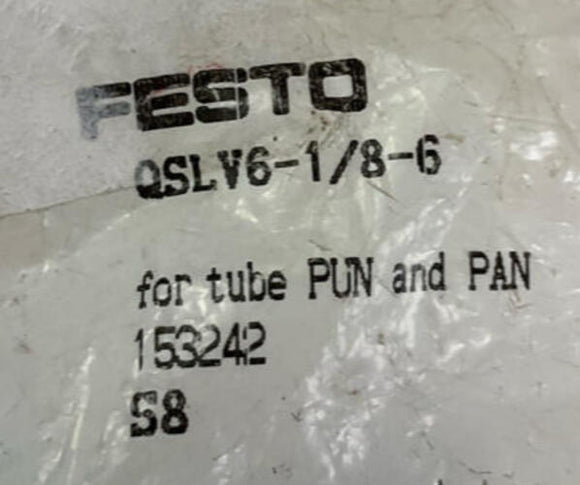 FESTO
QSLV6-1/8-6
for tube PUN and PAN
153242
S8